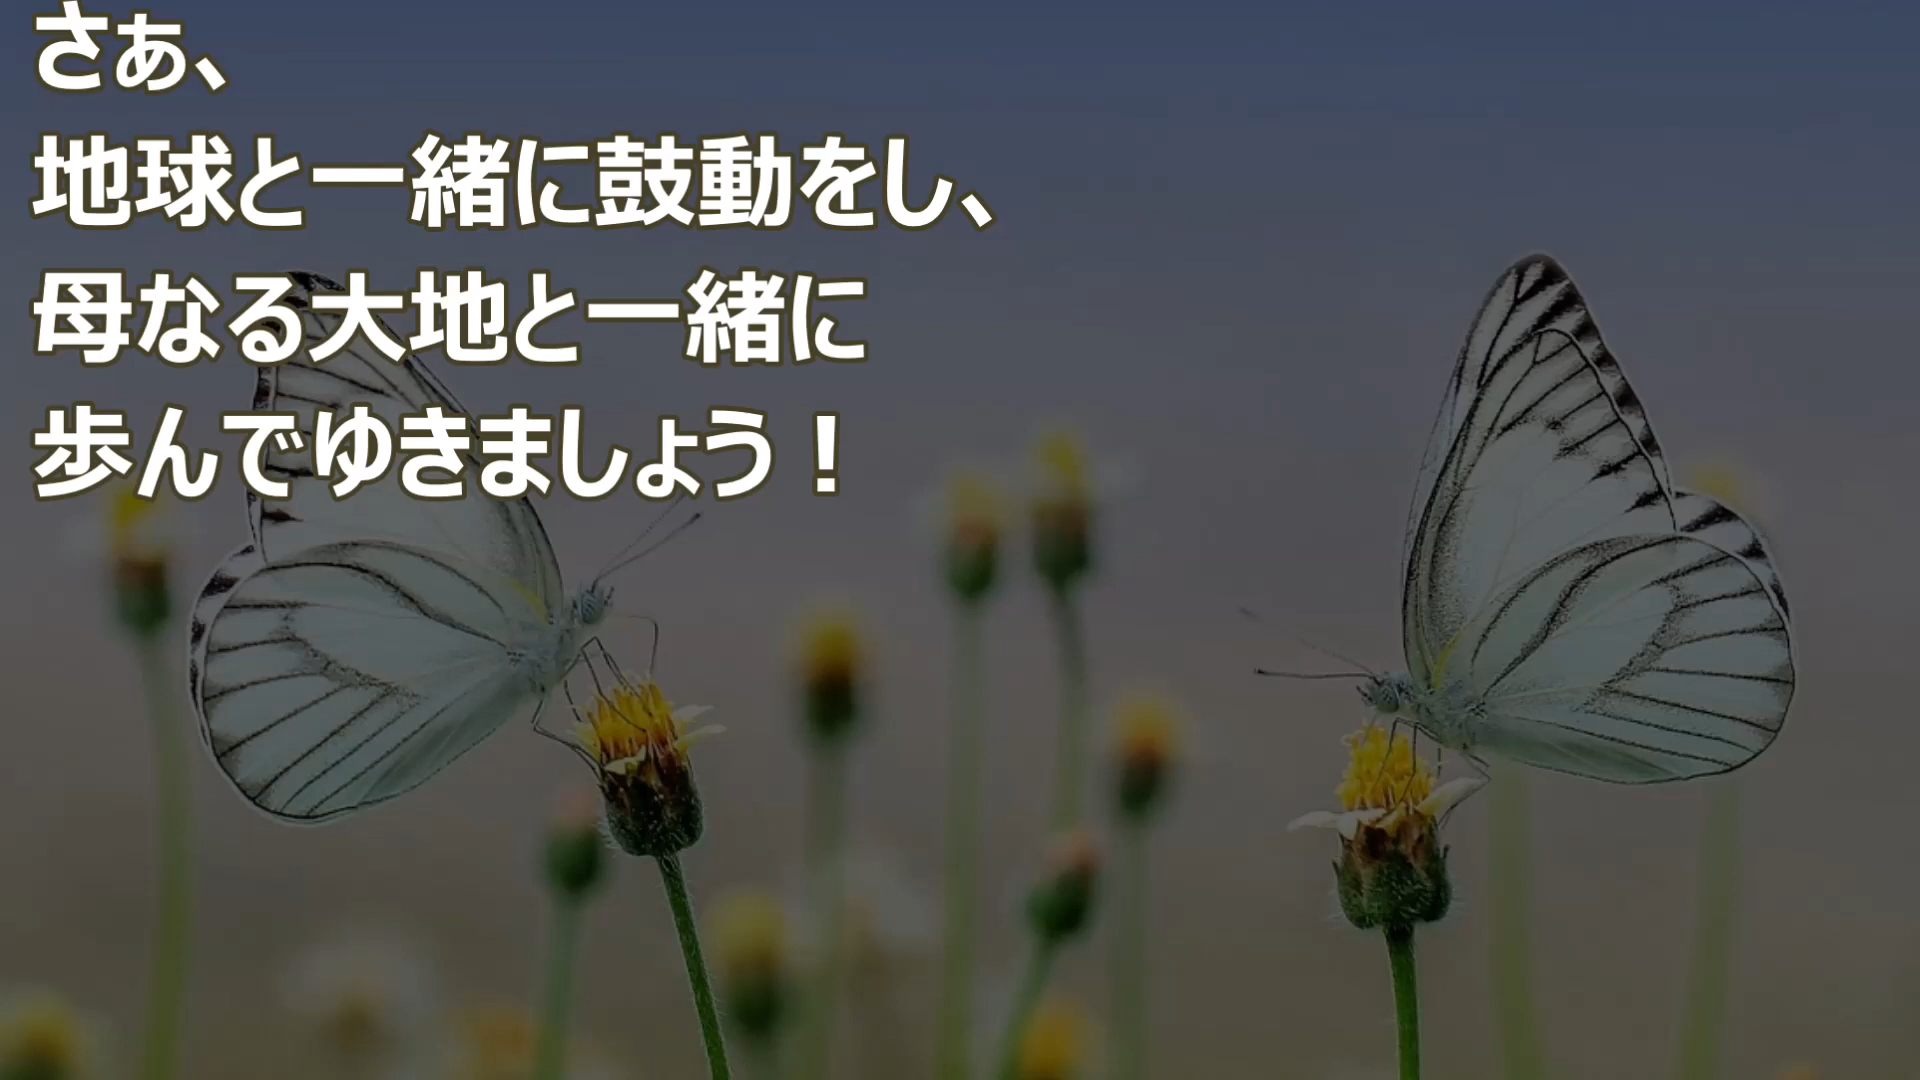 さぁ、
地球と一緒に鼓動をし、
母なる大地と一緒に
歩んでゆきましょう！